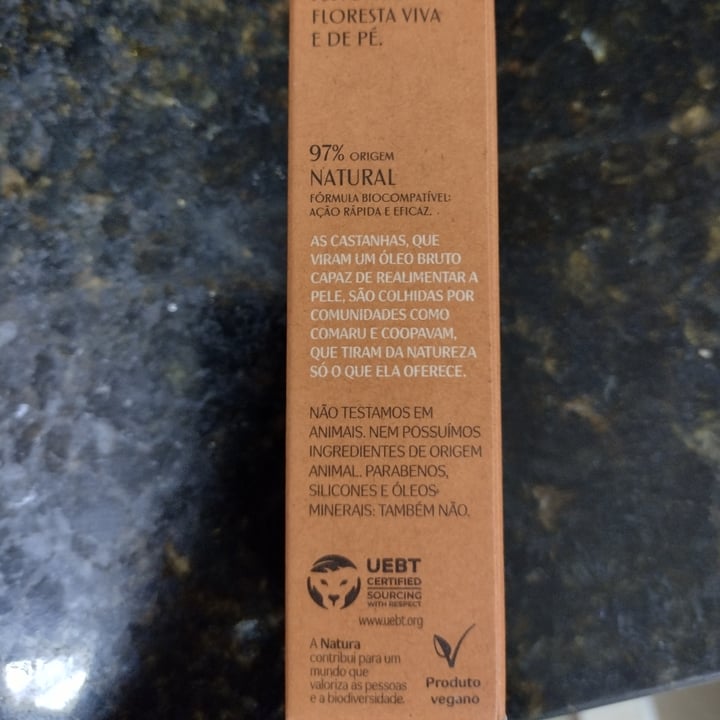 FLORESTA VIVA
E DE PÉ.
97% ORIGEM
NATURAL
FÓRMULA BIOCOMPATÍVEL:
AÇÃO RÁPIDA E EFICAZ.
AS CASTANHAS, QUE
VIRAM UM ÓLEO BRUTO
CAPAZ DE REALIMENTAR A
PELE, SÃO COLHIDAS POR
COMUNIDADES COMO
COMARU E COOPAVAM,
QUE TIRAM DA NATUREZA
SÓ O QUE ELA OFERECE.
NÃO TESTAMOS EM
ANIMAIS. NEM POSSUÍMOS
INGREDIENTES DE ORIGEM
ANIMAL. PARABENOS,
SILICONES E ÓLEOS
MINERAIS: TAMBÉM NÃO.
UEBT
CERTIFIED
SOURCING
WITH RESPECT
www.uebt.org
A Natura
contribui para um
mundo que
valoriza as pessoas
e a biodiversidade.
Produto
vegano